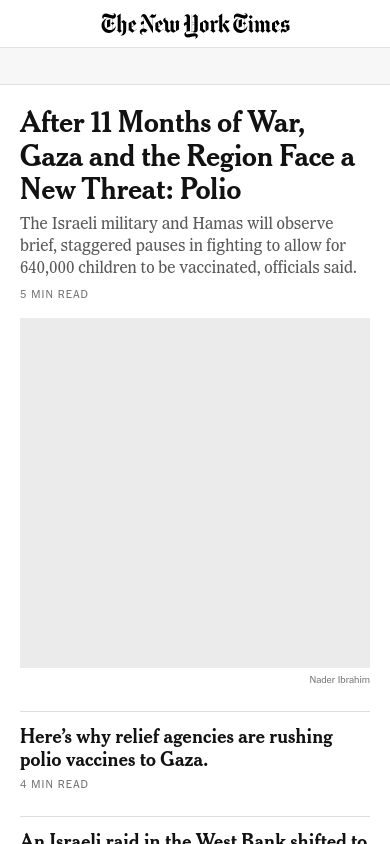 The New York Times
After 11 Months of War,
Gaza and the Region Face a
New Threat: Polio
The Israeli military and Hamas will observe
brief, staggered pauses in fighting to allow for
640,000 children to be vaccinated, officials said.
5 MIN READ
Nader Ibrahim
Here’s why relief agencies are rushing
polio vaccines to Gaza.
4 MIN READ
An Israeli raid in the West Bank shifted to